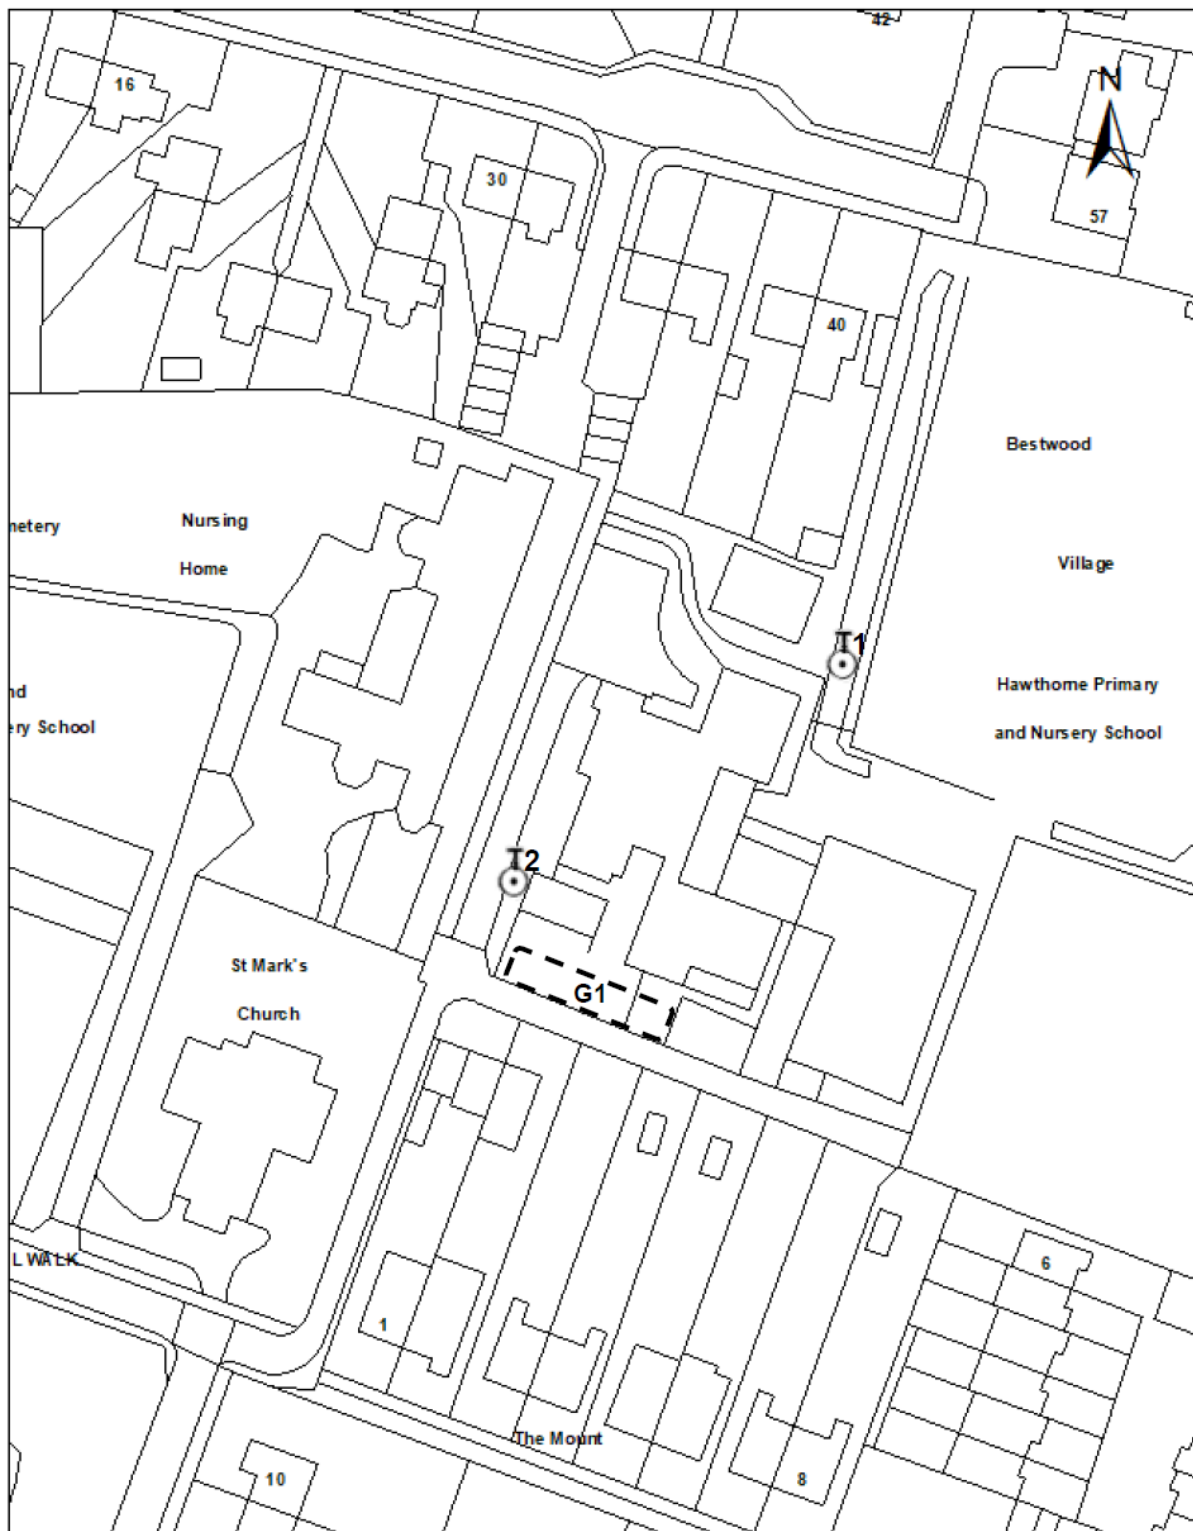 42
16
N
30
57
40
Bestwood
metery
Nursing
Home
Village
T1
nd
ery School
Hawthorne Primary
and Nursery School
T2
St Mark's
Church
G1
L WALK
6
1
The Mount
10
8